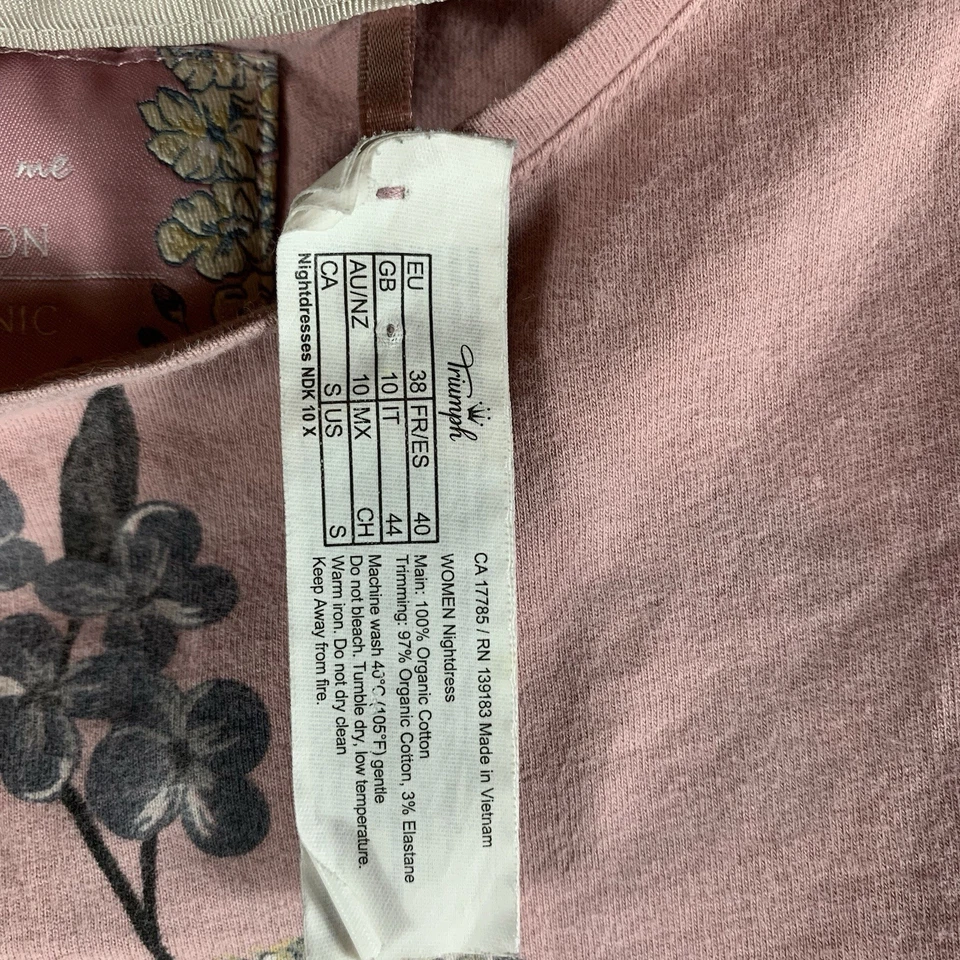 me
ON
NIC
Triumph
EU 38 FR/ES 40
GB 10 IT 44
AU/NZ 10 MX CH
CA S US S
Nightdresses NDK 10 X
CA 17785 / RN 139183 Made in Vietnam
WOMEN Nightdress
Main: 100% Organic Cotton
Trimming: 97% Organic Cotton, 3% Elastane
Machine wash 40°C (105°F) gentle
Do not bleach. Tumble dry, low temperature.
Warm iron. Do not dry clean
Keep Away from fire.